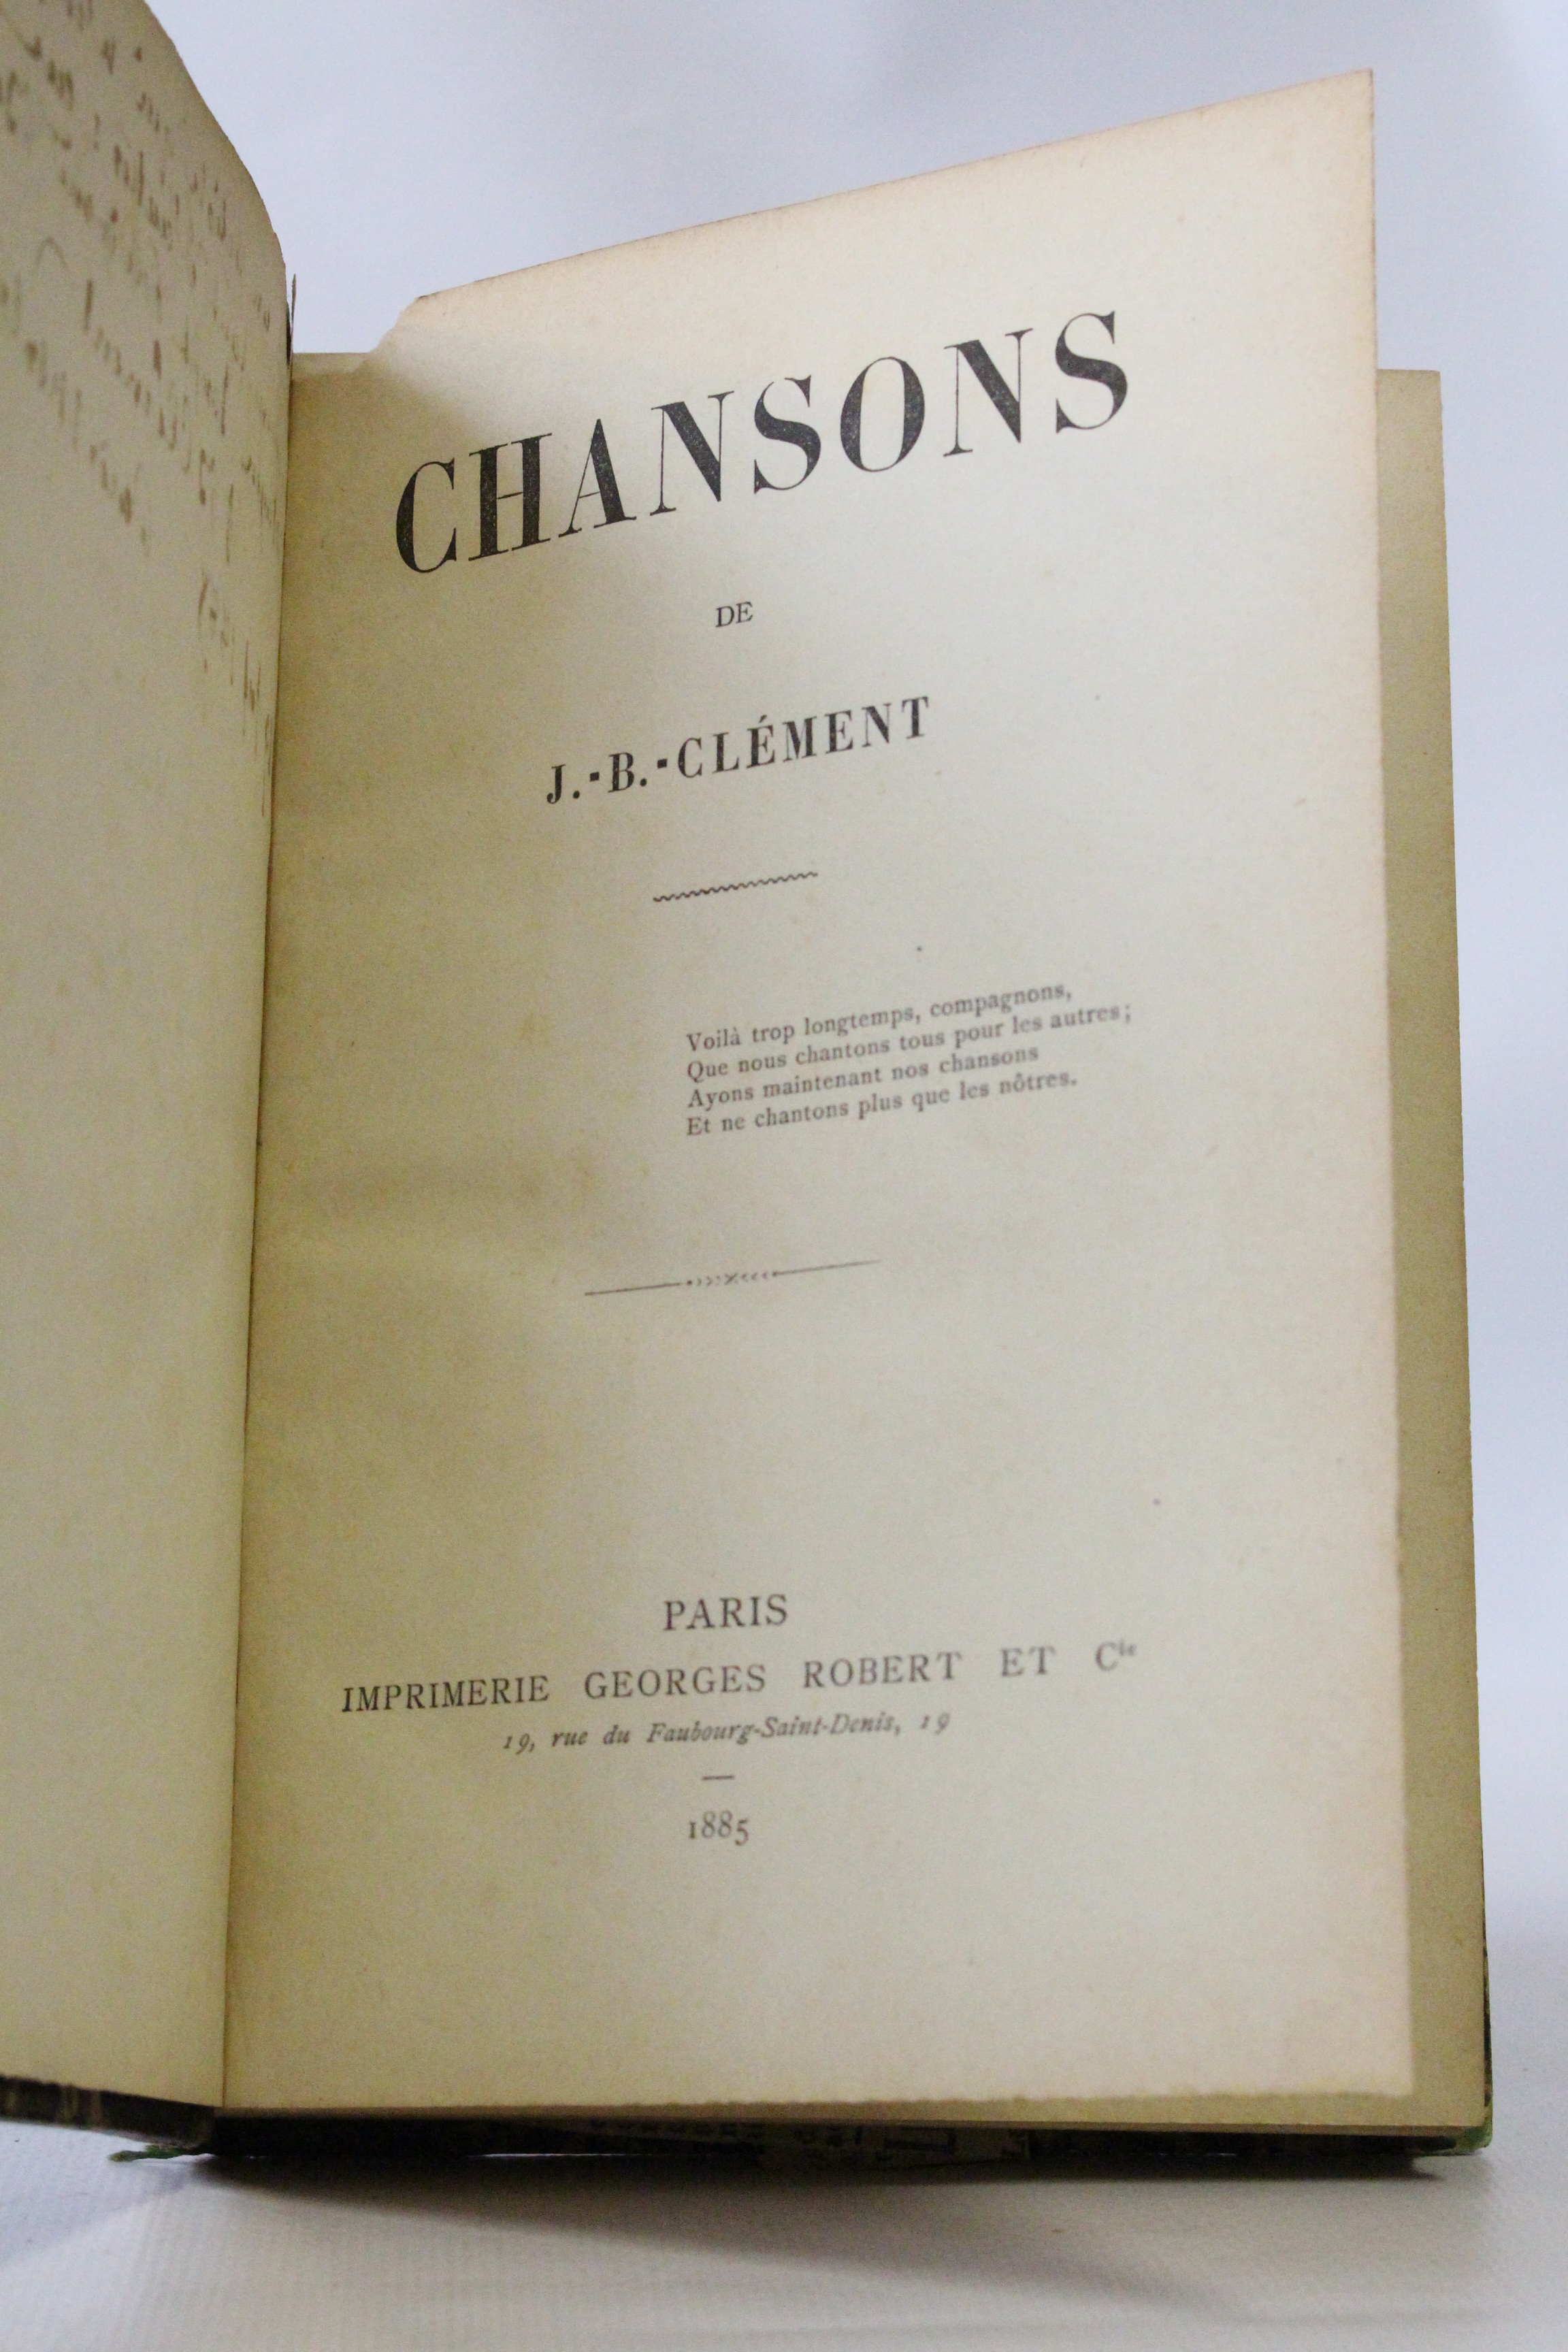 CHANSONS
DE
J.-B.-CLÉMENT
Voilà trop longtemps, compagnons,
Que nous chantons tous pour les autres;
Ayons maintenant nos chansons
Et ne chantons plus que les nôtres.
PARIS
IMPRIMERIE GEORGES ROBERT ET Cie
19, rue du Faubourg-Saint-Denis, 19
1885